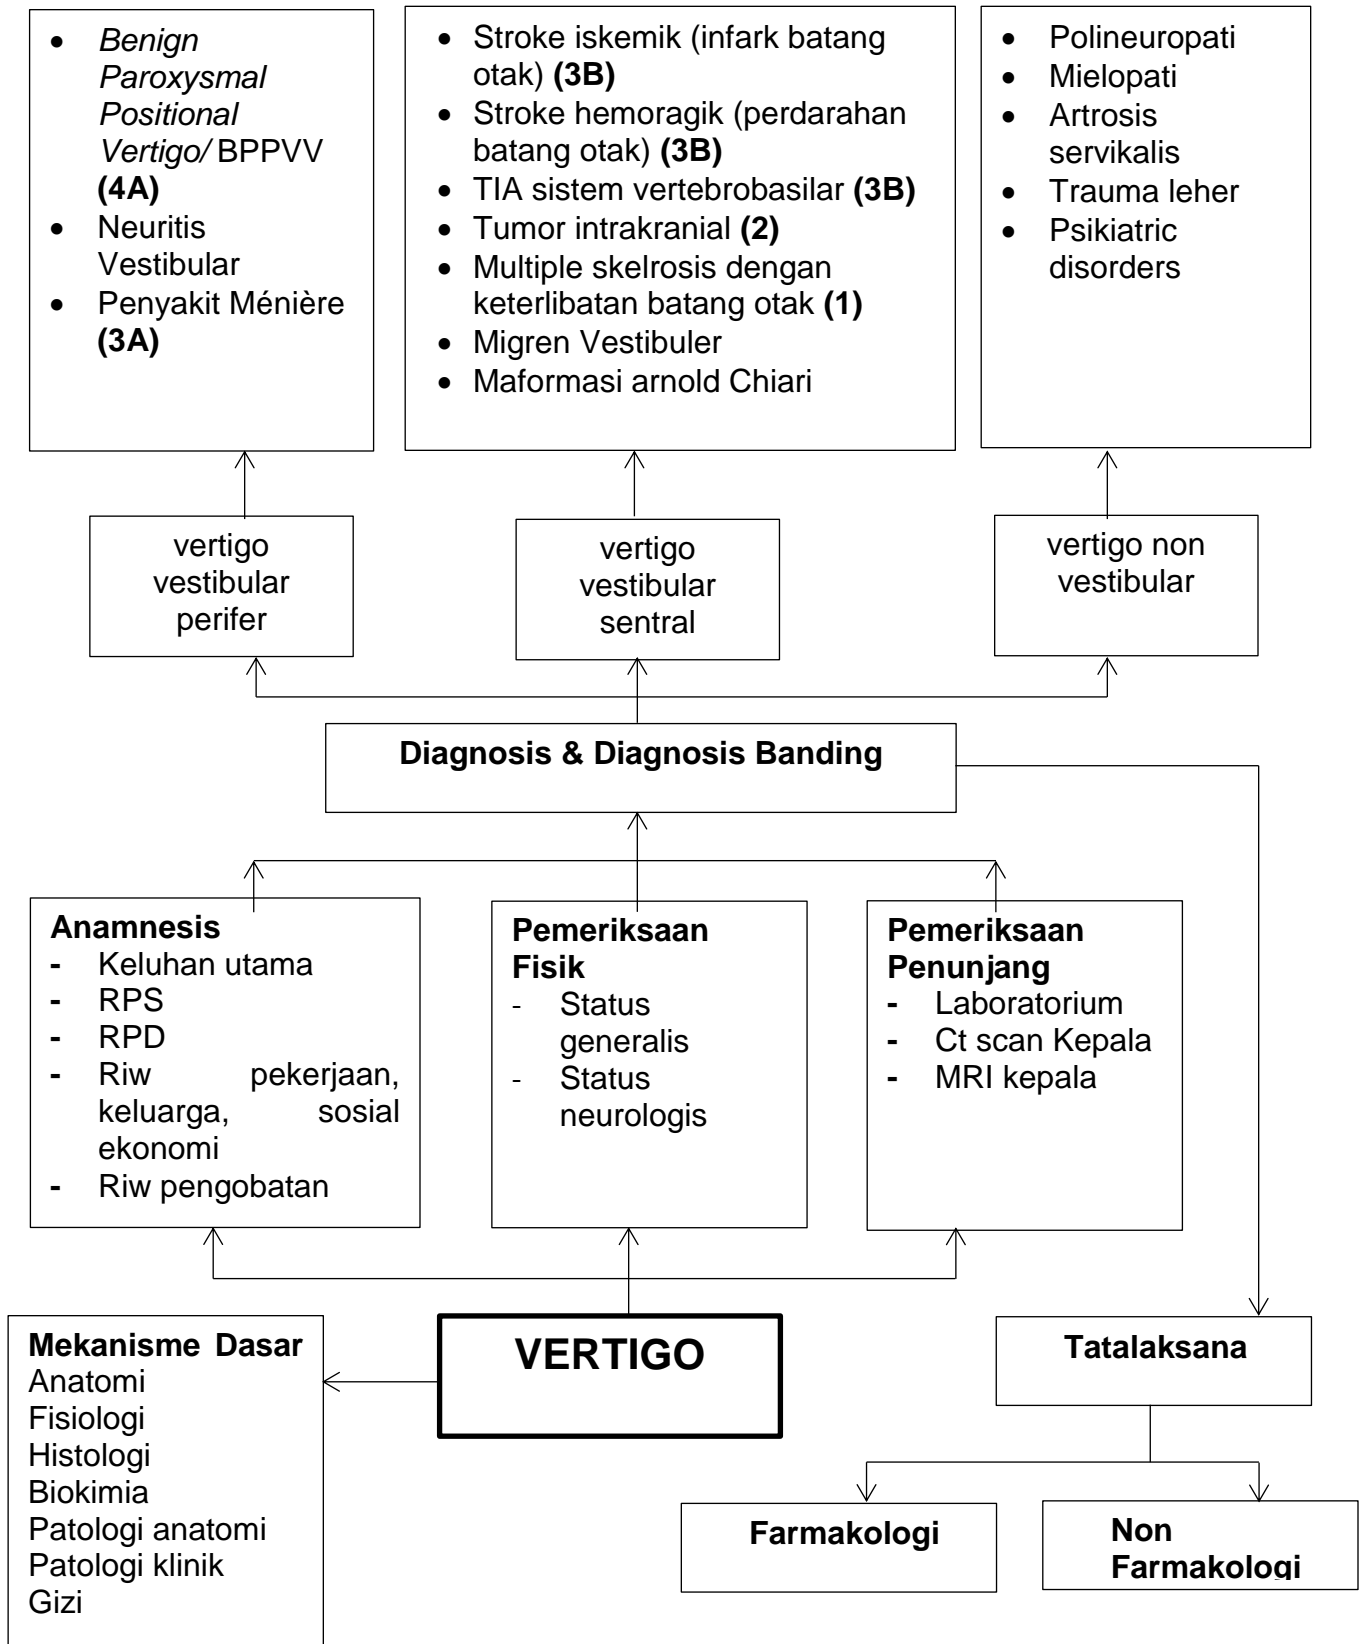 • Benign
Paroxysmal
Positional
Vertigo/ BPPVV
(4A)
• Neuritis
Vestibular
• Penyakit Ménière
(3A)
• Stroke iskemik (infark batang
otak) (3B)
• Stroke hemoragik (perdarahan
batang otak) (3B)
• TIA sistem vertebrobasilar (3B)
• Tumor intrakranial (2)
• Multiple skelrosis dengan
keterlibatan batang otak (1)
• Migren Vestibuler
• Maformasi arnold Chiari
• Polineuropati
• Mielopati
• Artrosis
servikalis
• Trauma leher
• Psikiatric
disorders
vertigo
vestibular
perifer
vertigo
vestibular
sentral
vertigo non
vestibular
Diagnosis & Diagnosis Banding
Anamnesis
- Keluhan utama
- RPS
- RPD
- Riw pekerjaan,
keluarga, sosial
ekonomi
- Riw pengobatan
Pemeriksaan
Fisik
- Status
generalis
- Status
neurologis
Pemeriksaan
Penunjang
- Laboratorium
- Ct scan Kepala
- MRI kepala
Mekanisme Dasar
Anatomi
Fisiologi
Histologi
Biokimia
Patologi anatomi
Patologi klinik
Gizi
VERTIGO
Tatalaksana
Farmakologi
Non
Farmakologi